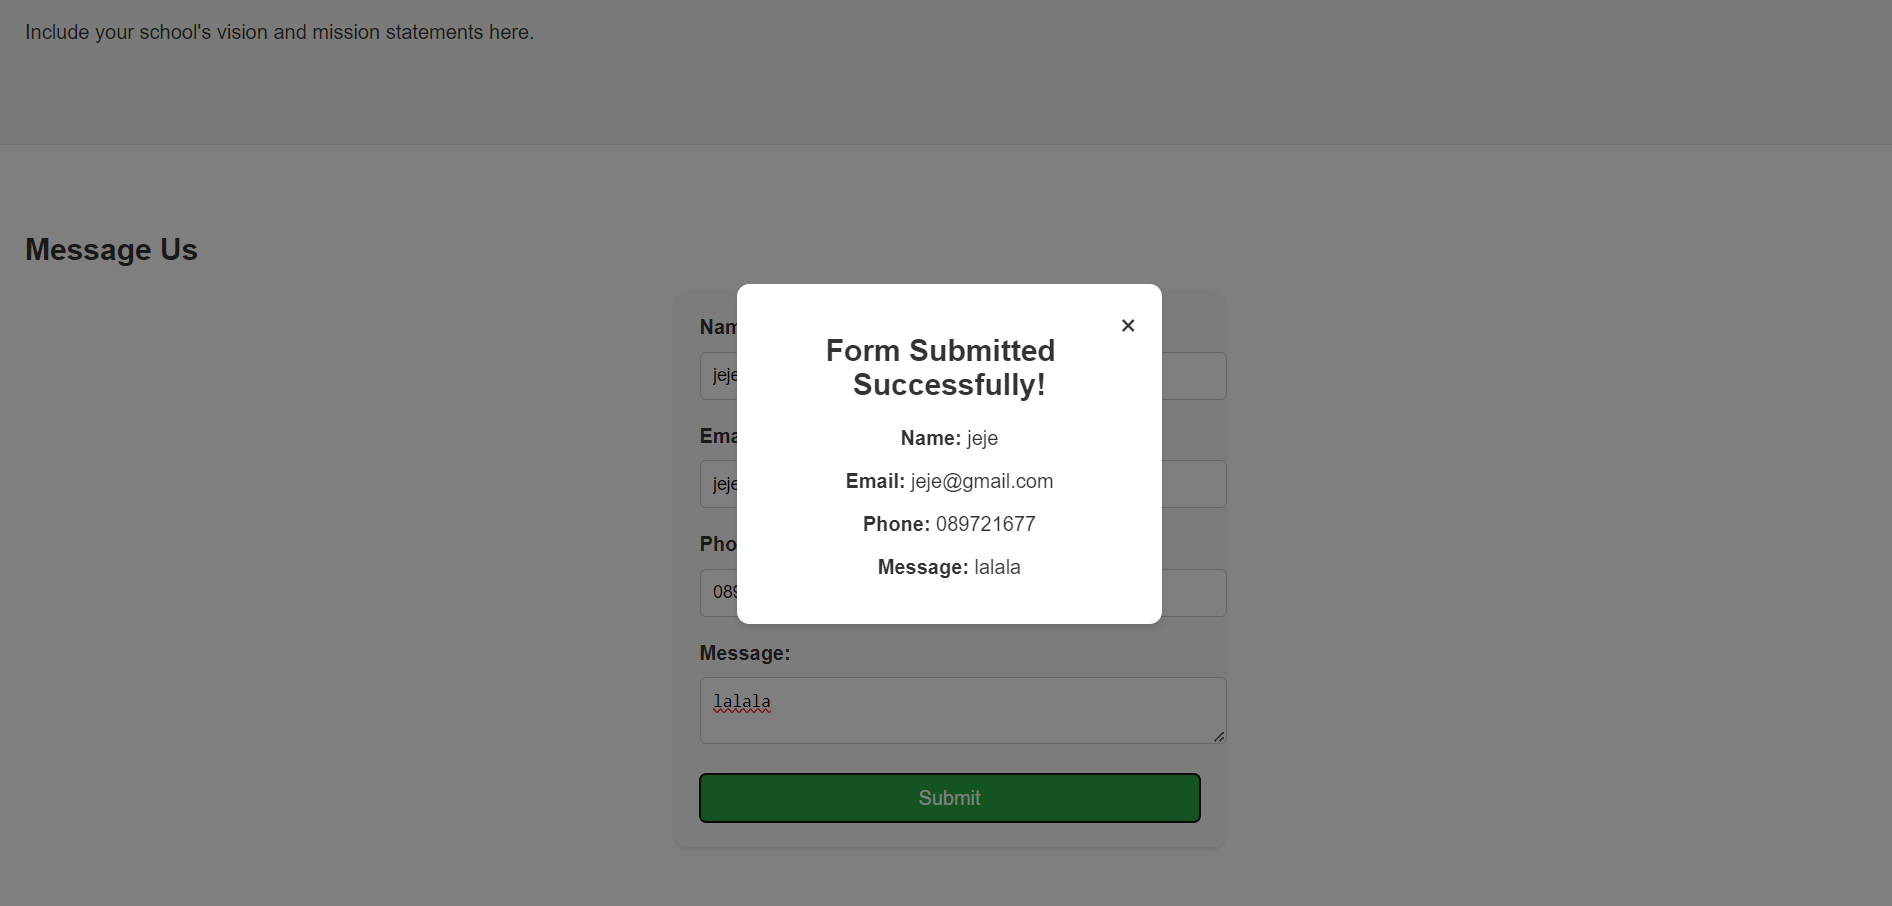 Include your school's vision and mission statements here.
Message Us
×
Form Submitted
Successfully!
Name: jeje
Email: jeje@gmail.com
Phone: 089721677
Message: lalala
Nam
jeje
Ema
jeje
Pho
089
Message:
lalala
Submit